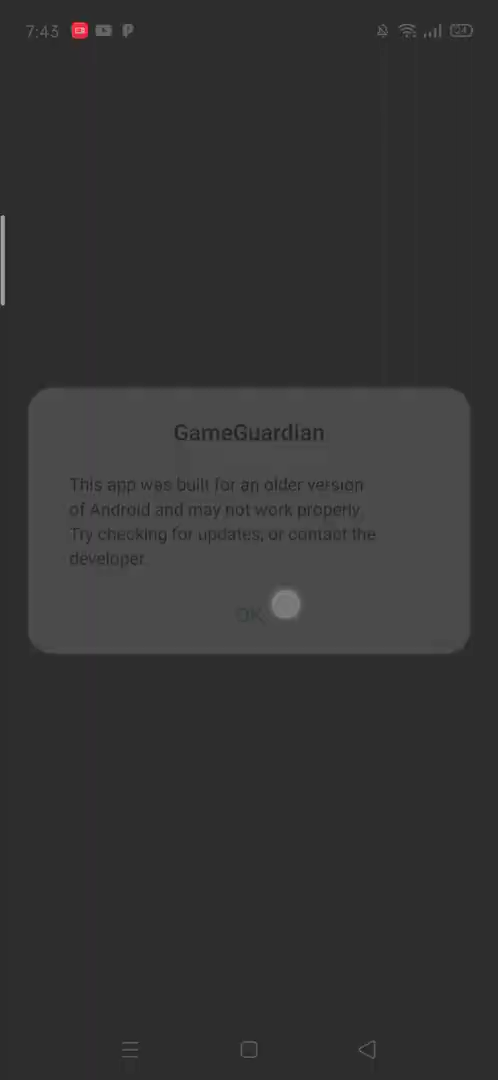 7:43
24
GameGuardian
This app was built for an older version
of Android and may not work properly.
Try checking for updates, or contact the
developer.
OK